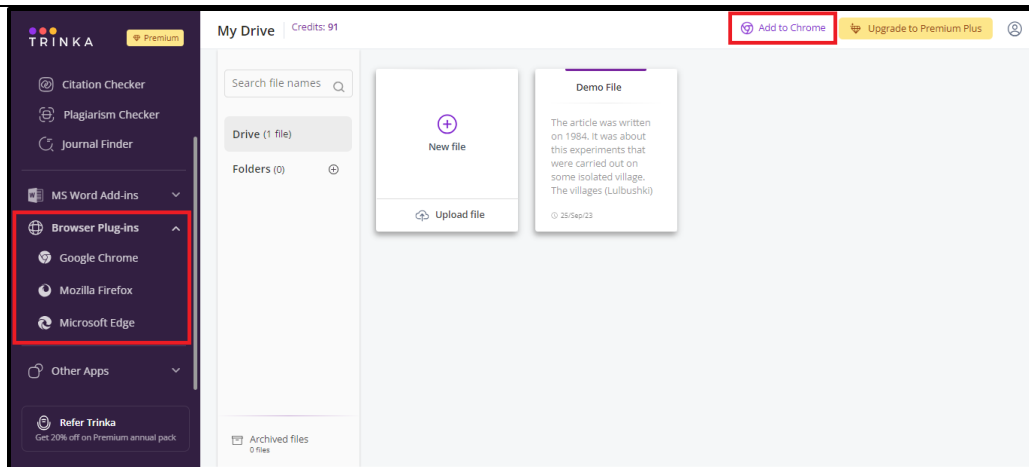 TRINKA
Premium
Citation Checker
Plagiarism Checker
Journal Finder
MS Word Add-ins
Browser Plug-ins
Google Chrome
Mozilla Firefox
Microsoft Edge
Other Apps
Refer Trinka
Get 20% off on Premium annual pack
My Drive
Credits: 91
Add to Chrome
Upgrade to Premium Plus
Search file names
Drive (1 file)
Folders (0)
Archived files
0 files
New file
Upload file
Demo File
The article was written
on 1984. It was about
this experiments that
were carried out on
some isolated village.
The villages (Lulbushki)
25/Sep/23